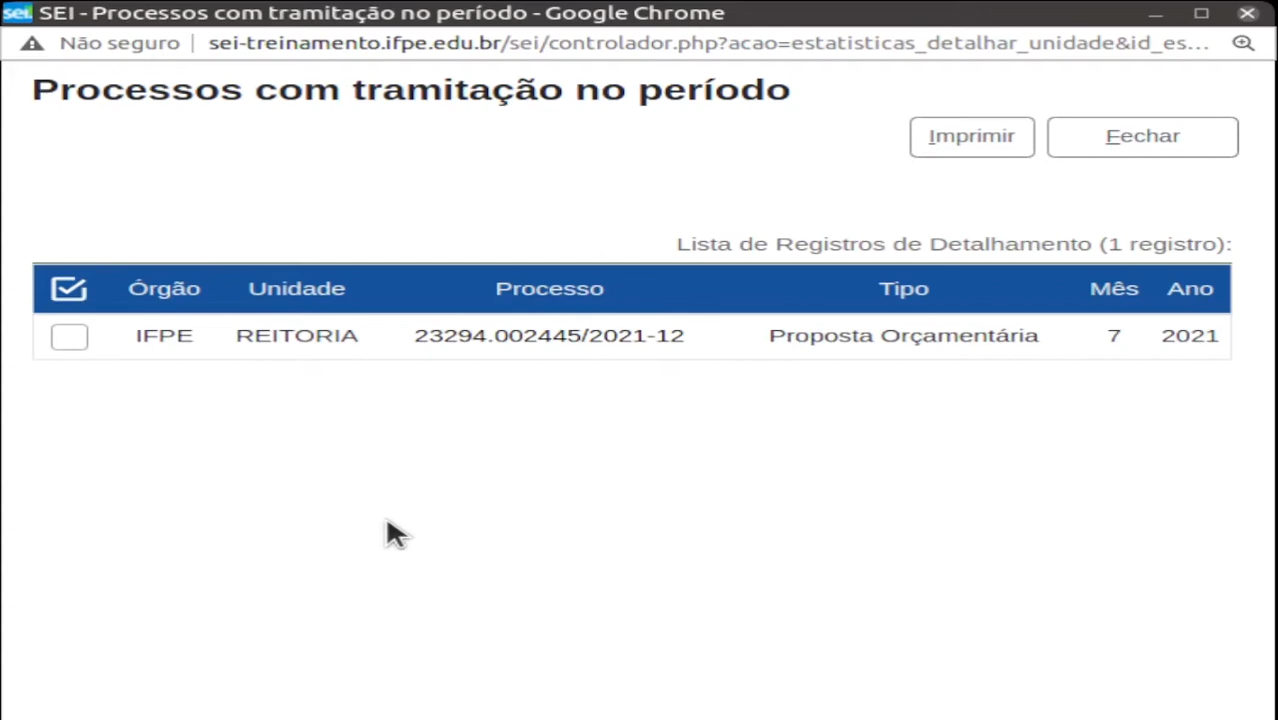 sei. SEI - Processos com tramitação no período - Google Chrome
Não seguro | sei-treinamento.ifpe.edu.br/sei/controlador.php?acao=estatisticas_detalhar_unidade&id_es...
Processos com tramitação no período
Imprimir Fechar
Lista de Registros de Detalhamento (1 registro):
Órgão Unidade Processo Tipo Mês Ano
IFPE REITORIA 23294.002445/2021-12 Proposta Orçamentária 7 2021